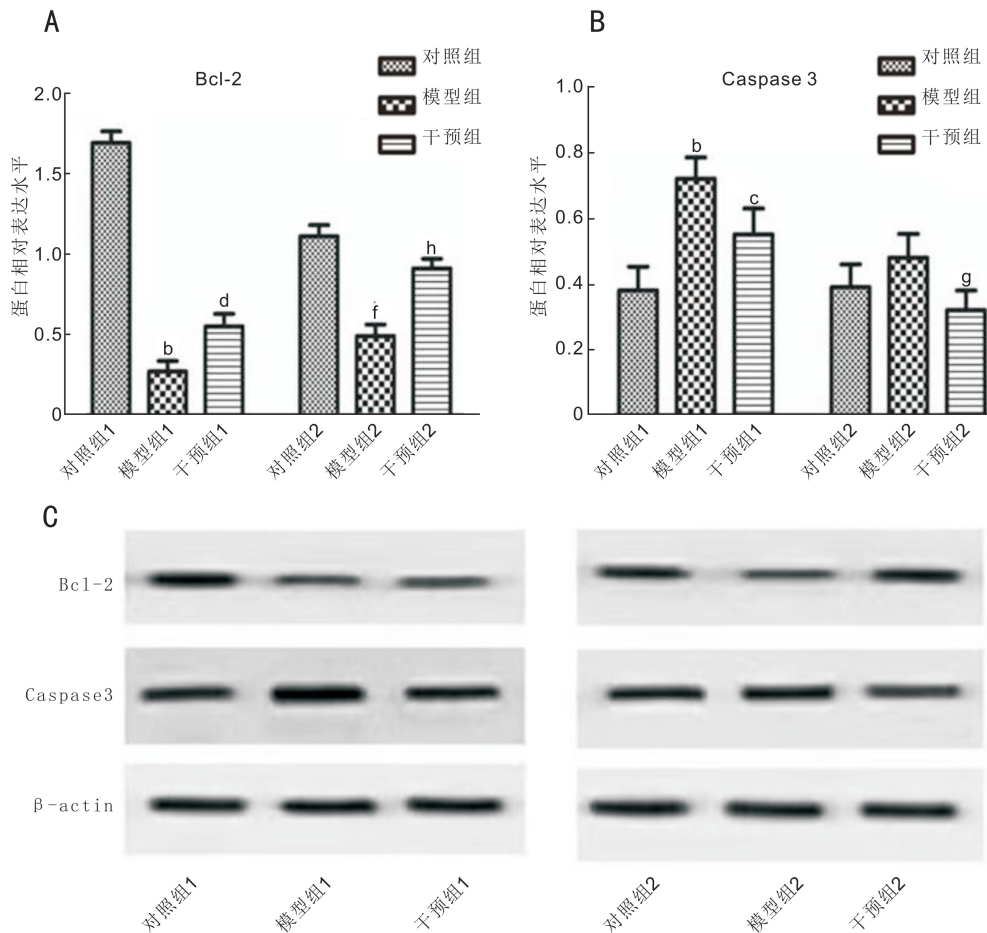 A
Bcl-2
对照组
模型组
干预组
蛋白相对表达水平
2.0
1.5
1.0
0.5
0
b
d
f
h
对照组1
模型组1
干预组1
对照组2
模型组2
干预组2
B
Caspase 3
对照组
模型组
干预组
蛋白相对表达水平
1.0
0.8
0.6
0.4
0.2
0
b
c
g
对照组1
模型组1
干预组1
对照组2
模型组2
干预组2
C
Bcl-2
Caspase3
β-actin
对照组1
模型组1
干预组1
对照组2
模型组2
干预组2